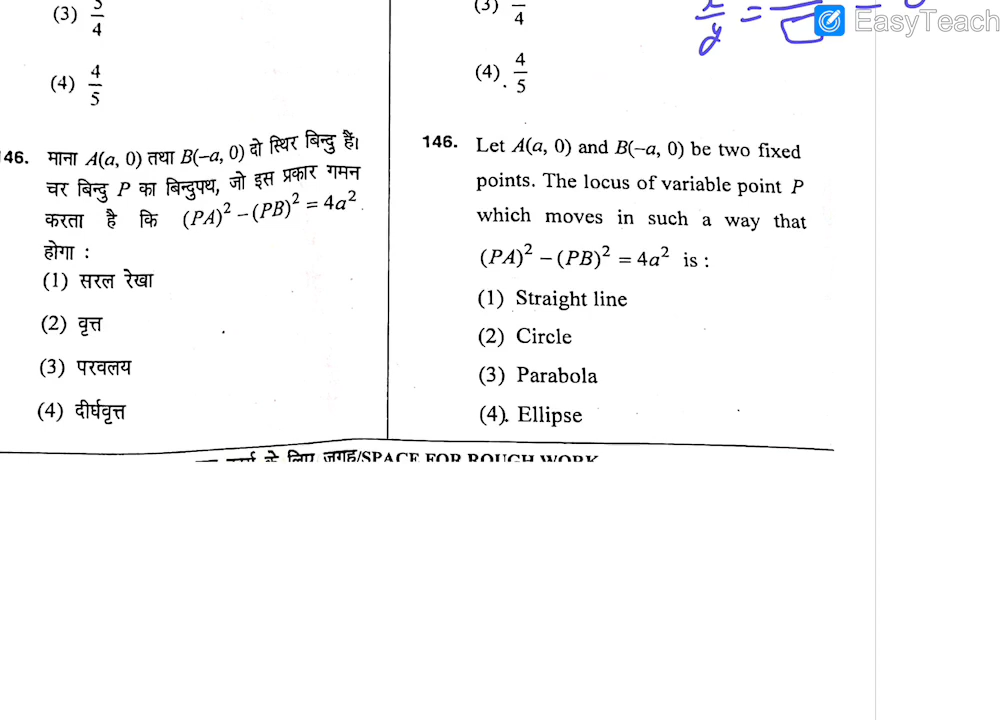 (3) 3/4
(4) 4/5
146. माना A(a, 0) तथा B(–a, 0) दो स्थिर बिन्दु हैं।
चर बिन्दु P का बिन्दुपथ, जो इस प्रकार गमन
करता है कि (PA)² – (PB)² = 4a²
होगा :
(1) सरल रेखा
(2) वृत्त
(3) परवलय
(4) दीर्घवृत्त
(3) /4
(4) 4/5
x/y =
EasyTeach
146. Let A(a, 0) and B(–a, 0) be two fixed
points. The locus of variable point P
which moves in such a way that
(PA)² – (PB)² = 4a² is :
(1) Straight line
(2) Circle
(3) Parabola
(4) Ellipse
के लिए जगह/SPACE FOR ROUGH WORK